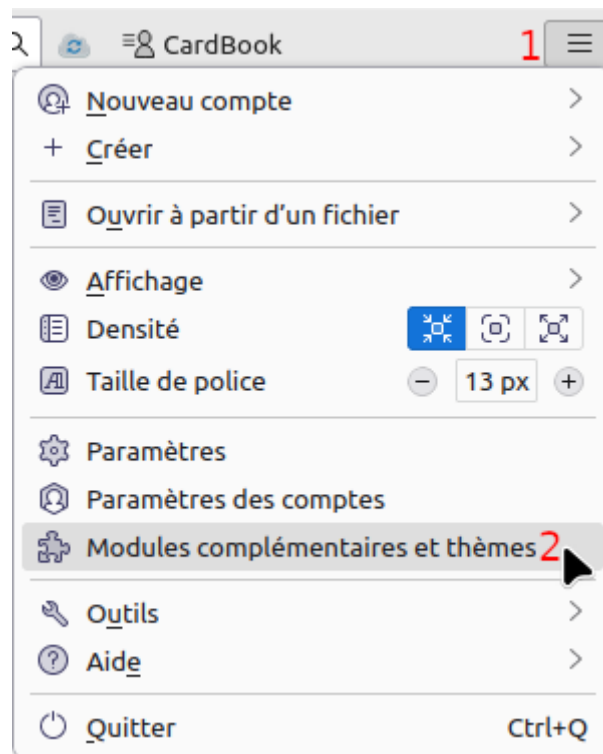 CardBook 1
Nouveau compte
Créer
Ouvrir à partir d'un fichier
Affichage
Densité
Taille de police 13 px
Paramètres
Paramètres des comptes
Modules complémentaires et thèmes 2
Outils
Aide
Quitter Ctrl+Q